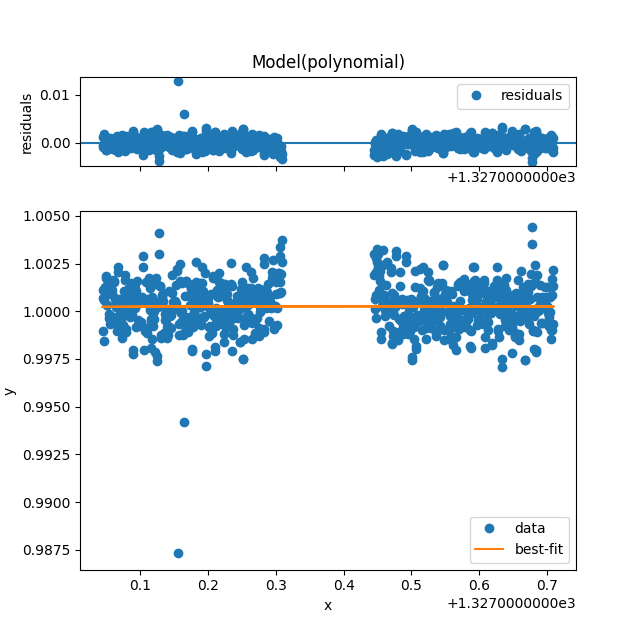 Model(polynomial)
residuals
0.01
0.00
residuals
+1.3270000000e3
y
1.0050
1.0025
1.0000
0.9975
0.9950
0.9925
0.9900
0.9875
data
best-fit
0.1 0.2 0.3 0.4 0.5 0.6 0.7
x
+1.3270000000e3